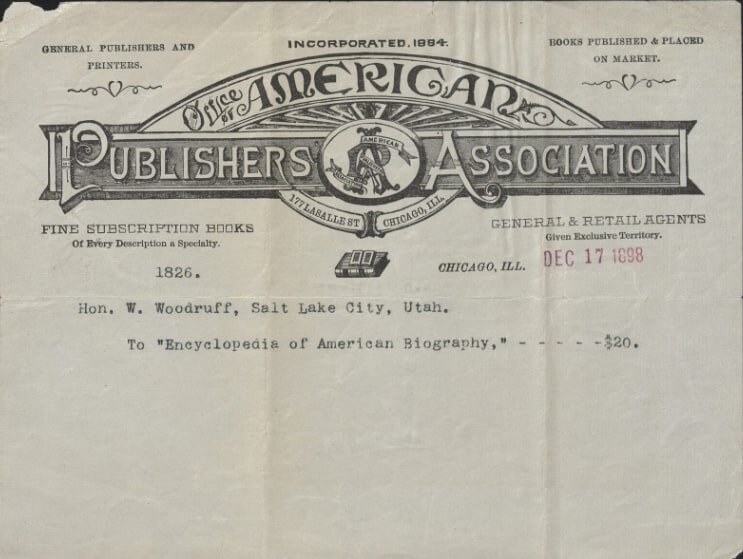 GENERAL PUBLISHERS AND
PRINTERS.
INCORPORATED, 1884.
BOOKS PUBLISHED & PLACED
ON MARKET.
Office of AMERICAN
PUBLISHERS' ASSOCIATION
AMERICAN
177 LASALLE ST CHICAGO, ILL.
FINE SUBSCRIPTION BOOKS
Of Every Description a Specialty.
GENERAL & RETAIL AGENTS
Given Exclusive Territory.
1826.
CHICAGO, ILL. DEC 17 1898
Hon. W. Woodruff, Salt Lake City, Utah.
To "Encyclopedia of American Biography," - - - - -$20.